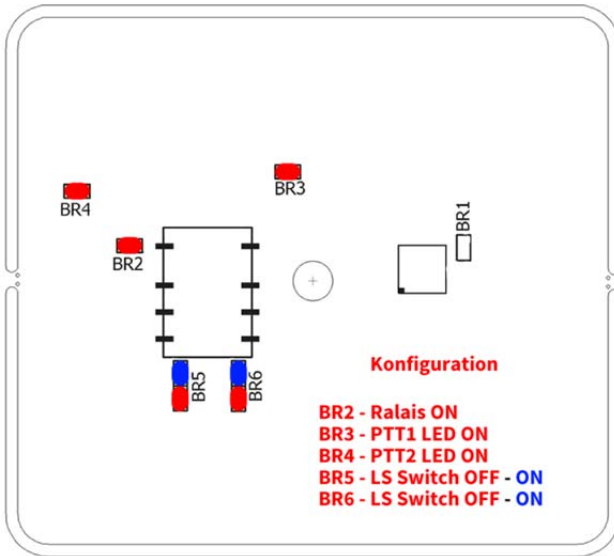 BR3
BR4
BR1
BR2
BR5
BR6
Konfiguration
BR2 - Ralais ON
BR3 - PTT1 LED ON
BR4 - PTT2 LED ON
BR5 - LS Switch OFF - ON
BR6 - LS Switch OFF - ON